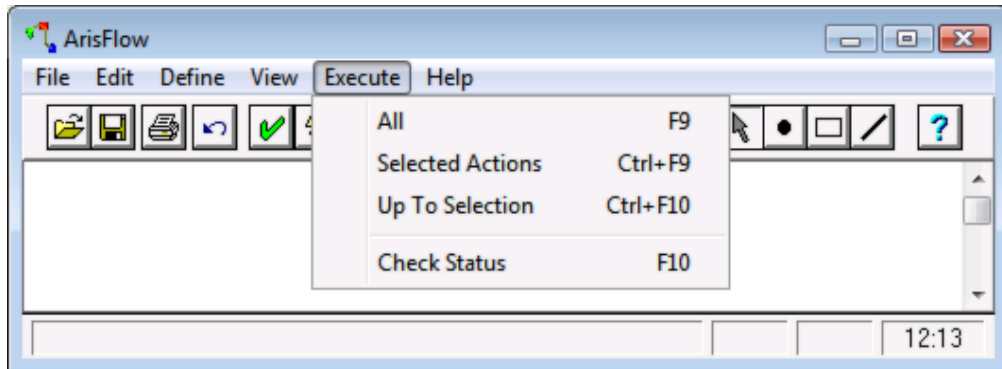 ArisFlow
File Edit Define View Execute Help
All F9
Selected Actions Ctrl+F9
Up To Selection Ctrl+F10
Check Status F10
?
12:13